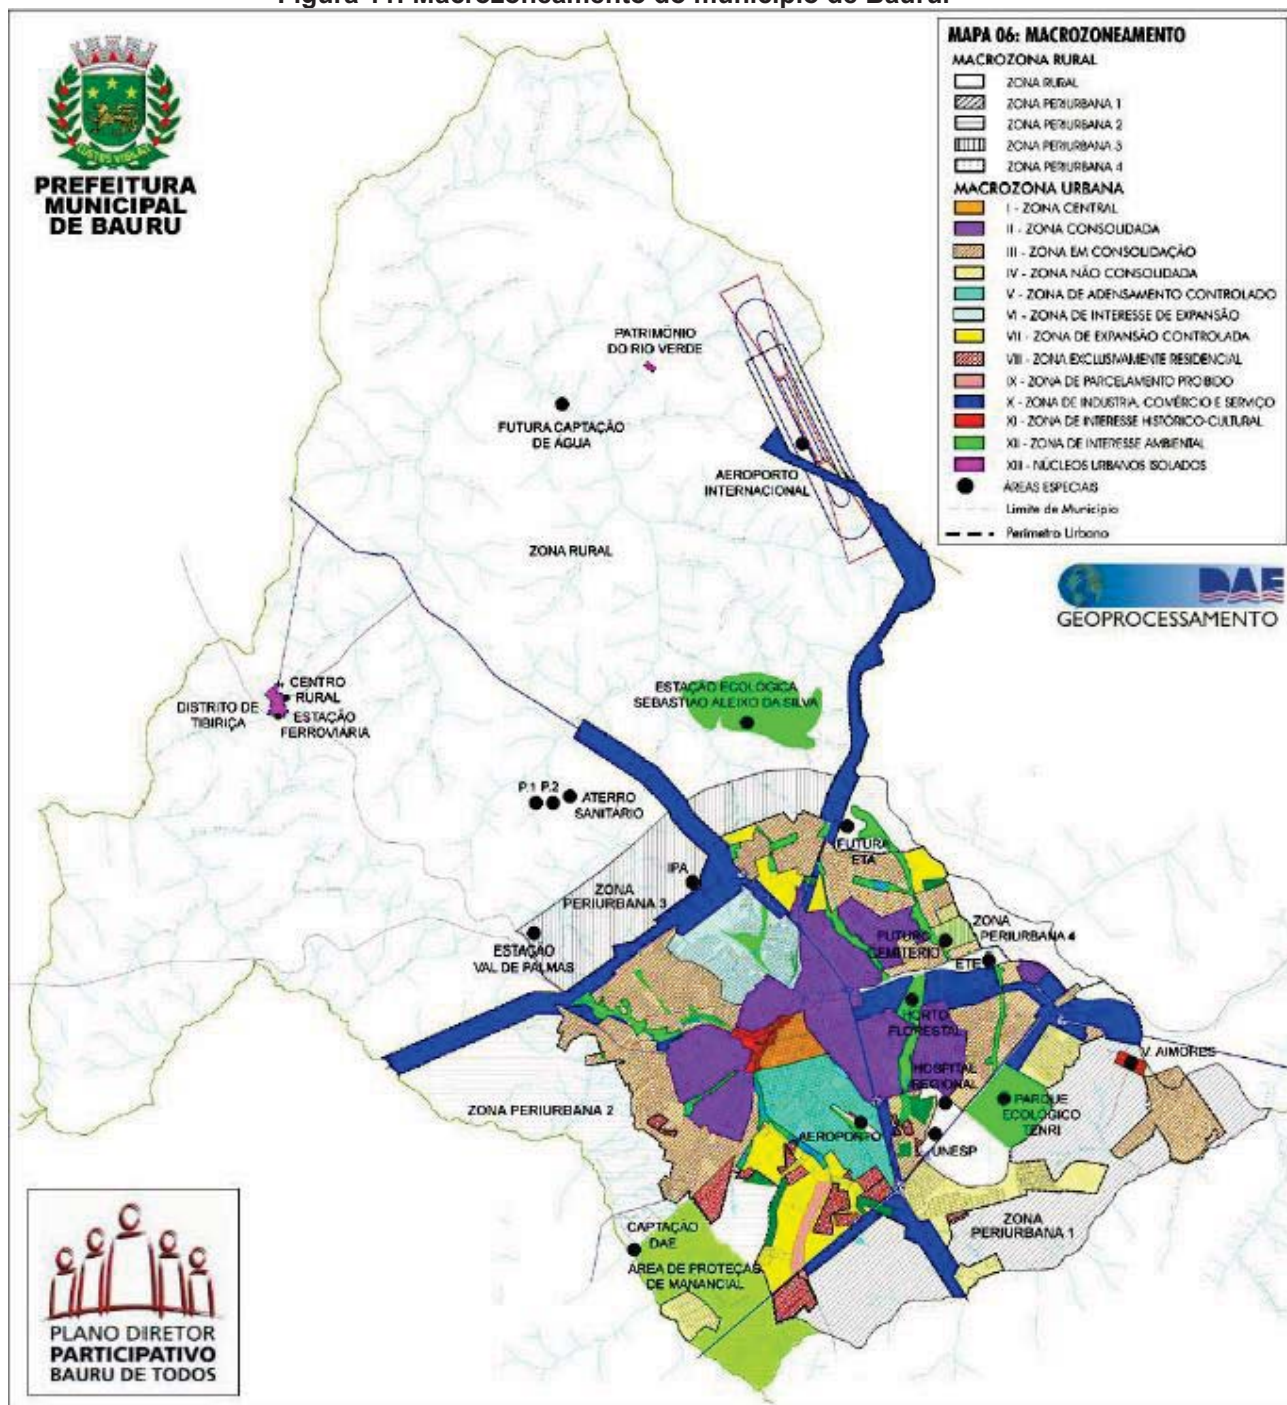 Figura 11: Macrozoneamento do município de Bauru.
CUSTOS VIGILAT
PREFEITURA
MUNICIPAL
DE BAURU
MAPA 06: MACROZONEAMENTO
MACROZONA RURAL
ZONA RURAL
ZONA PERIURBANA 1
ZONA PERIURBANA 2
ZONA PERIURBANA 3
ZONA PERIURBANA 4
MACROZONA URBANA
I - ZONA CENTRAL
II - ZONA CONSOLIDADA
III - ZONA EM CONSOLIDAÇÃO
IV - ZONA NÃO CONSOLIDADA
V - ZONA DE ADENSAMENTO CONTROLADO
VI - ZONA DE INTERESSE DE EXPANSÃO
VII - ZONA DE EXPANSÃO CONTROLADA
VIII - ZONA EXCLUSIVAMENTE RESIDENCIAL
IX - ZONA DE PARCELAMENTO PROIBIDO
X - ZONA DE INDUSTRIA, COMÉRCIO E SERVIÇO
XI - ZONA DE INTERESSE HISTÓRICO-CULTURAL
XII - ZONA DE INTERESSE AMBIENTAL
XIII - NÚCLEOS URBANOS ISOLADOS
ÁREAS ESPECIAIS
Limite de Município
Perímetro Urbano
DAE
GEOPROCESSAMENTO
PATRIMÔNIO
DO RIO VERDE
FUTURA CAPTAÇÃO
DE ÁGUA
AEROPORTO
INTERNACIONAL
ZONA RURAL
CENTRO
RURAL
DISTRITO DE
TIBIRIÇA
ESTAÇÃO
FERROVIÁRIA
ESTAÇÃO ECOLÓGICA
SEBASTIAO ALEIXO DA SILVA
P.1 P.2
ATERRO
SANITÁRIO
FUTURA
ETA
IPA
ZONA
PERIURBANA 3
ZONA
PERIURBANA 4
FUTURO
CEMITERIO
ETE
ESTAÇÃO
VAL DE PALMAS
HORTO
FLORESTAL
V. AIMORES
HOSPITAL
REGIONAL
ZONA PERIURBANA 2
PARQUE
ECOLÓGICO
TENRI
AEROPORTO
UNESP
ZONA
PERIURBANA 1
CAPTAÇÃO
DAE
ÁREA DE PROTEÇÃO
DE MANANCIAL
PLANO DIRETOR
PARTICIPATIVO
BAURU DE TODOS